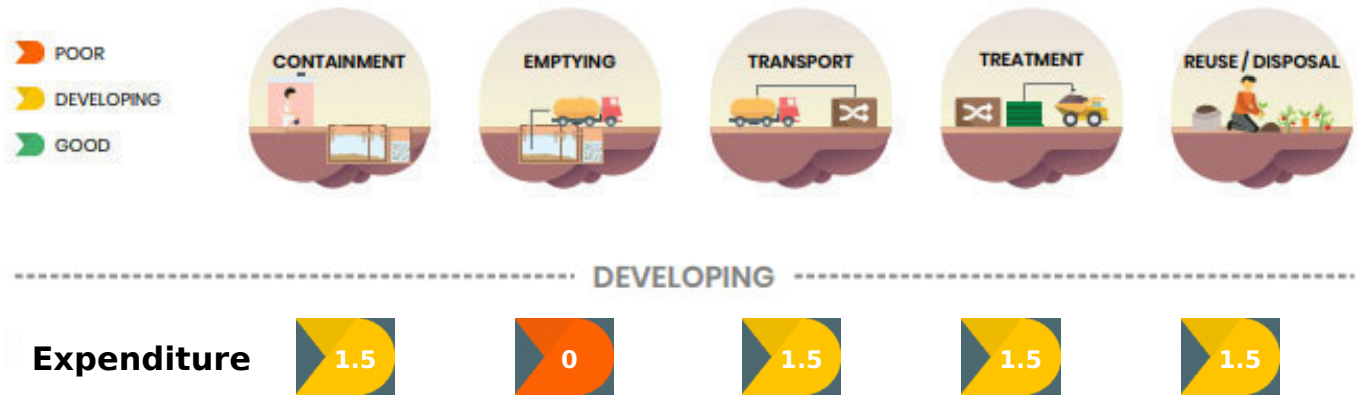 POOR
DEVELOPING
GOOD
CONTAINMENT
EMPTYING
TRANSPORT
TREATMENT
REUSE / DISPOSAL
DEVELOPING
Expenditure 1.5 0 1.5 1.5 1.5